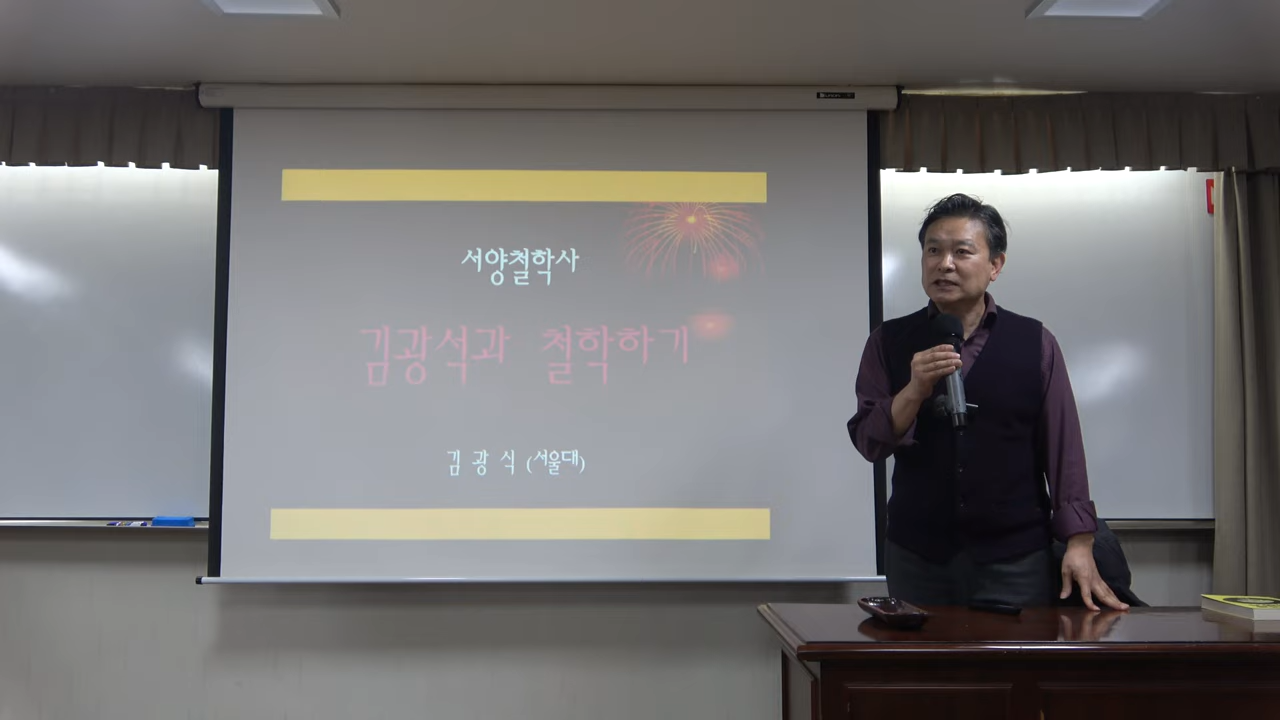 서양철학사
김광석과 철학하기
김 광 식 (서울대)